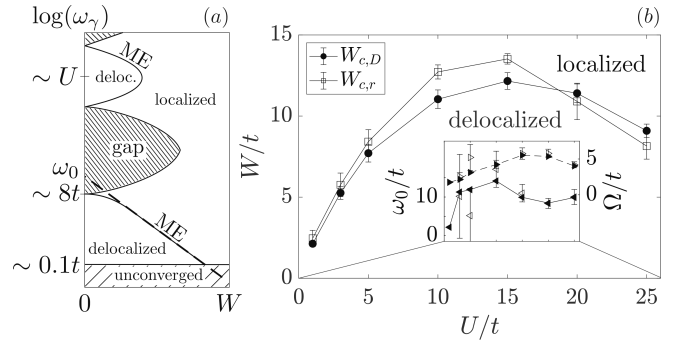 log(ω_γ)
(a)
ME
~ U
deloc.
localized
gap
ω_0
~ 8t
ME
delocalized
~ 0.1t
unconverged
0
W
(b)
15
W_{c,D}
W_{c,r}
localized
10
delocalized
W/t
5
0
10
0
ω_0/t
5
0
Ω/t
0
5
10
15
20
25
U/t